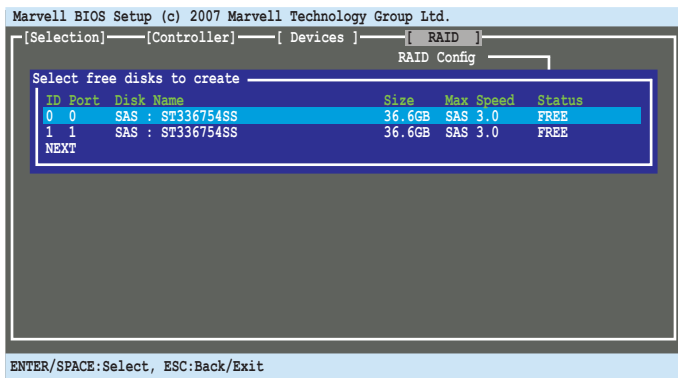 Marvell BIOS Setup (c) 2007 Marvell Technology Group Ltd.
[Selection] [Controller] [ Devices ] [ RAID ]
RAID Config
Select free disks to create
ID Port Disk Name Size Max Speed Status
0 0 SAS : ST336754SS 36.6GB SAS 3.0 FREE
1 1 SAS : ST336754SS 36.6GB SAS 3.0 FREE
NEXT
ENTER/SPACE:Select, ESC:Back/Exit